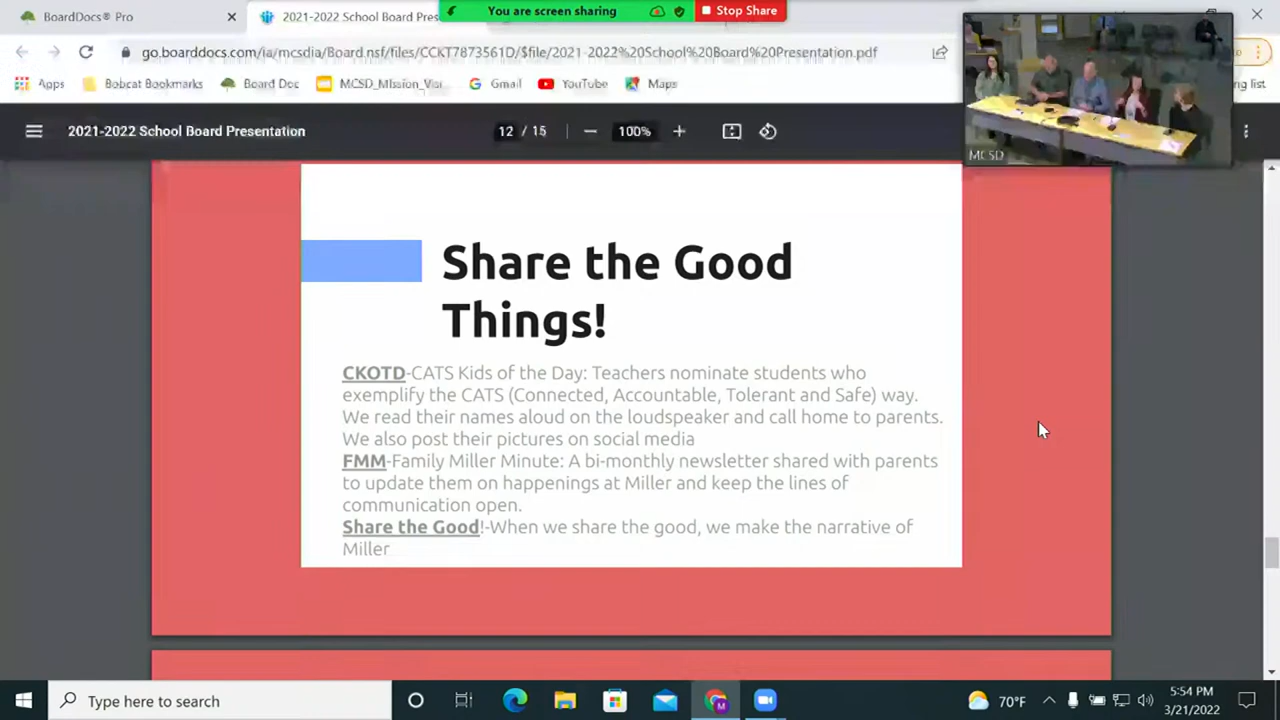 BoardDocs® Pro
2021-2022 School Board Pres
You are screen sharing
Stop Share
go.boarddocs.com/ia/mcsdia/Board.nsf/files/CCKT7873561D/$file/2021-2022%20School%20Board%20Presentation.pdf
Apps
Bobcat Bookmarks
Board Doc
MCSD_MIssion_Visi...
Gmail
YouTube
Maps
list
2021-2022 School Board Presentation
12 / 15
100%
MCSD
Share the Good
Things!
CKOTD-CATS Kids of the Day: Teachers nominate students who
exemplify the CATS (Connected, Accountable, Tolerant and Safe) way.
We read their names aloud on the loudspeaker and call home to parents.
We also post their pictures on social media
FMM-Family Miller Minute: A bi-monthly newsletter shared with parents
to update them on happenings at Miller and keep the lines of
communication open.
Share the Good!-When we share the good, we make the narrative of
Miller
Type here to search
70°F
5:54 PM
3/21/2022